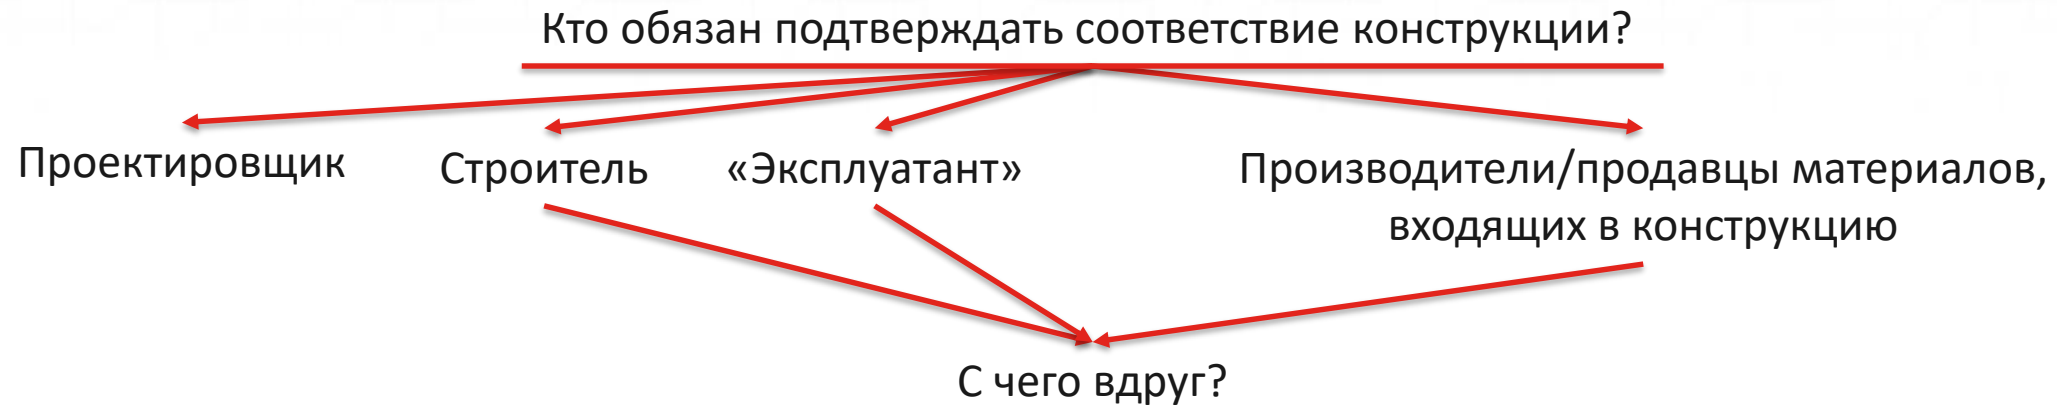 Кто обязан подтверждать соответствие конструкции?
Проектировщик
Строитель
«Эксплуатант»
Производители/продавцы материалов,
входящих в конструкцию
С чего вдруг?